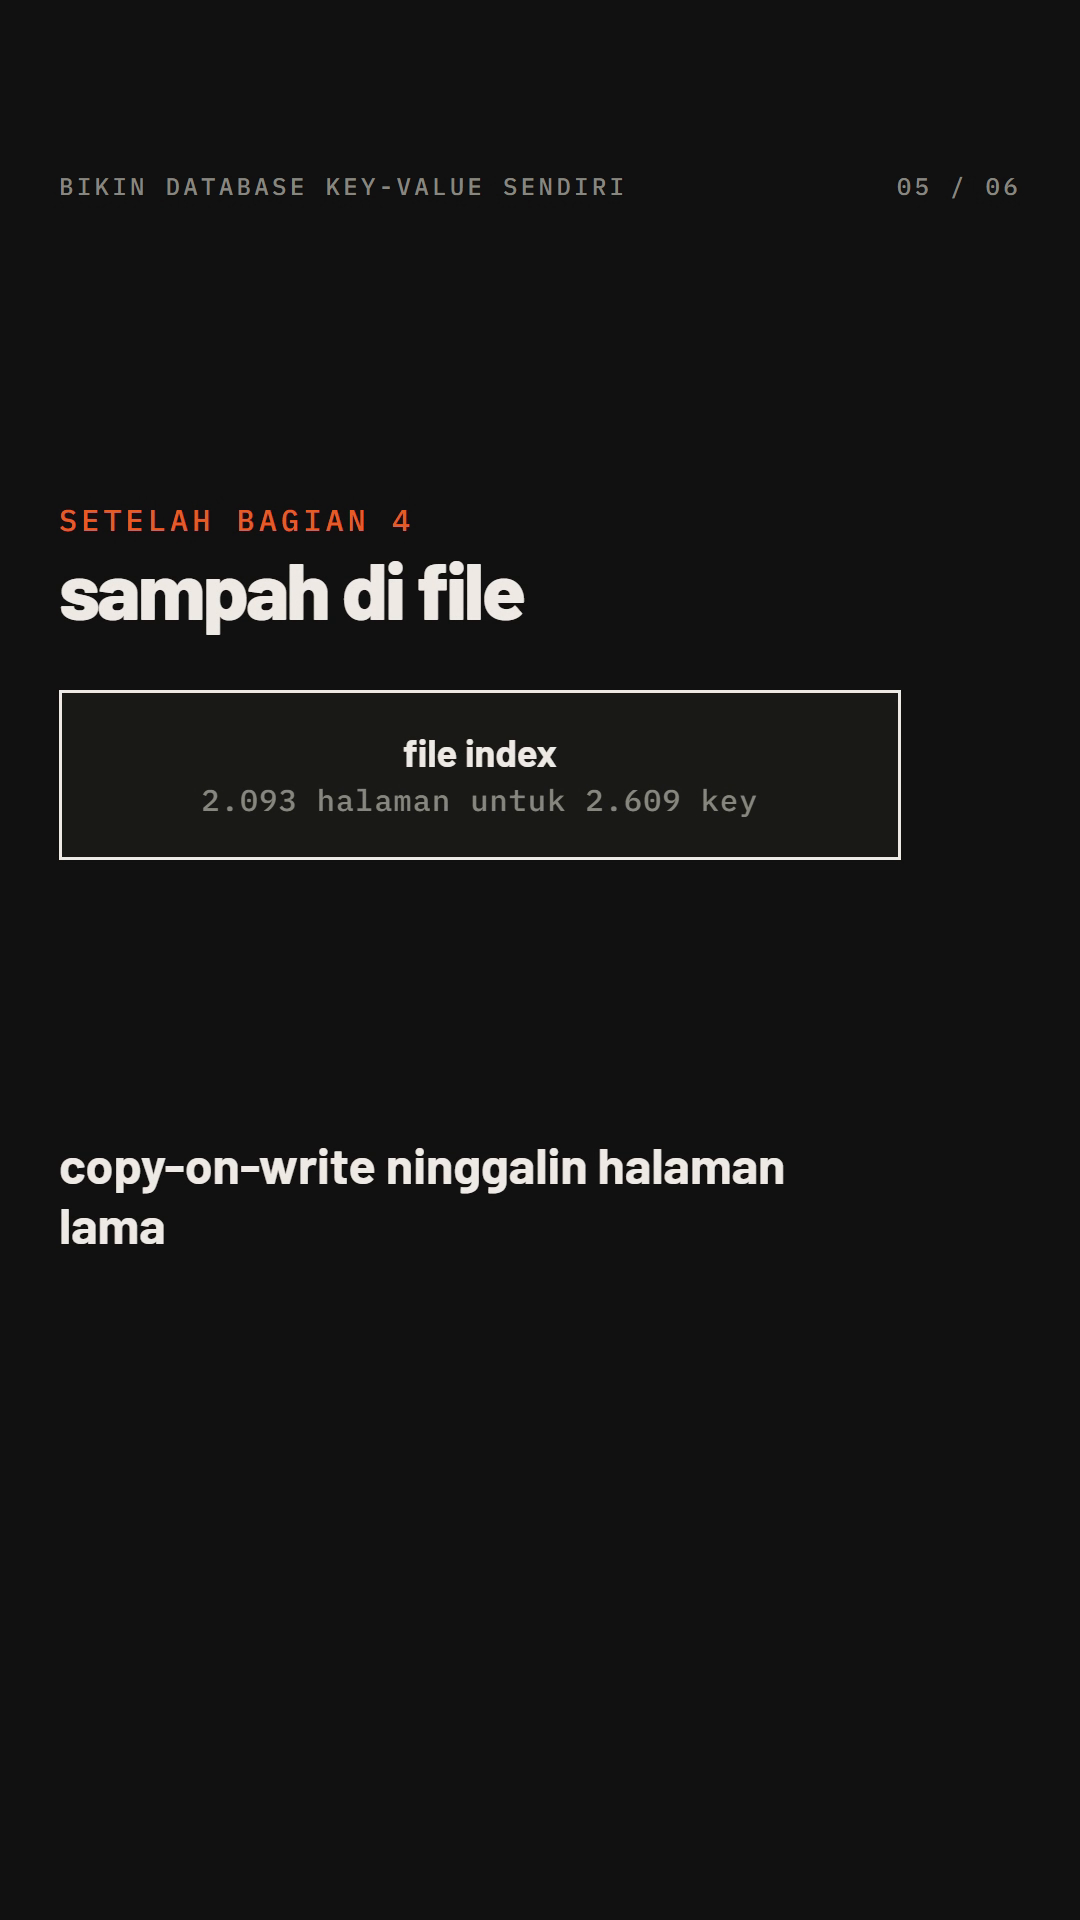 BIKIN DATABASE KEY-VALUE SENDIRI
05 / 06
SETELAH BAGIAN 4
sampah di file
file index
2.093 halaman untuk 2.609 key
copy-on-write ninggalin halaman
lama